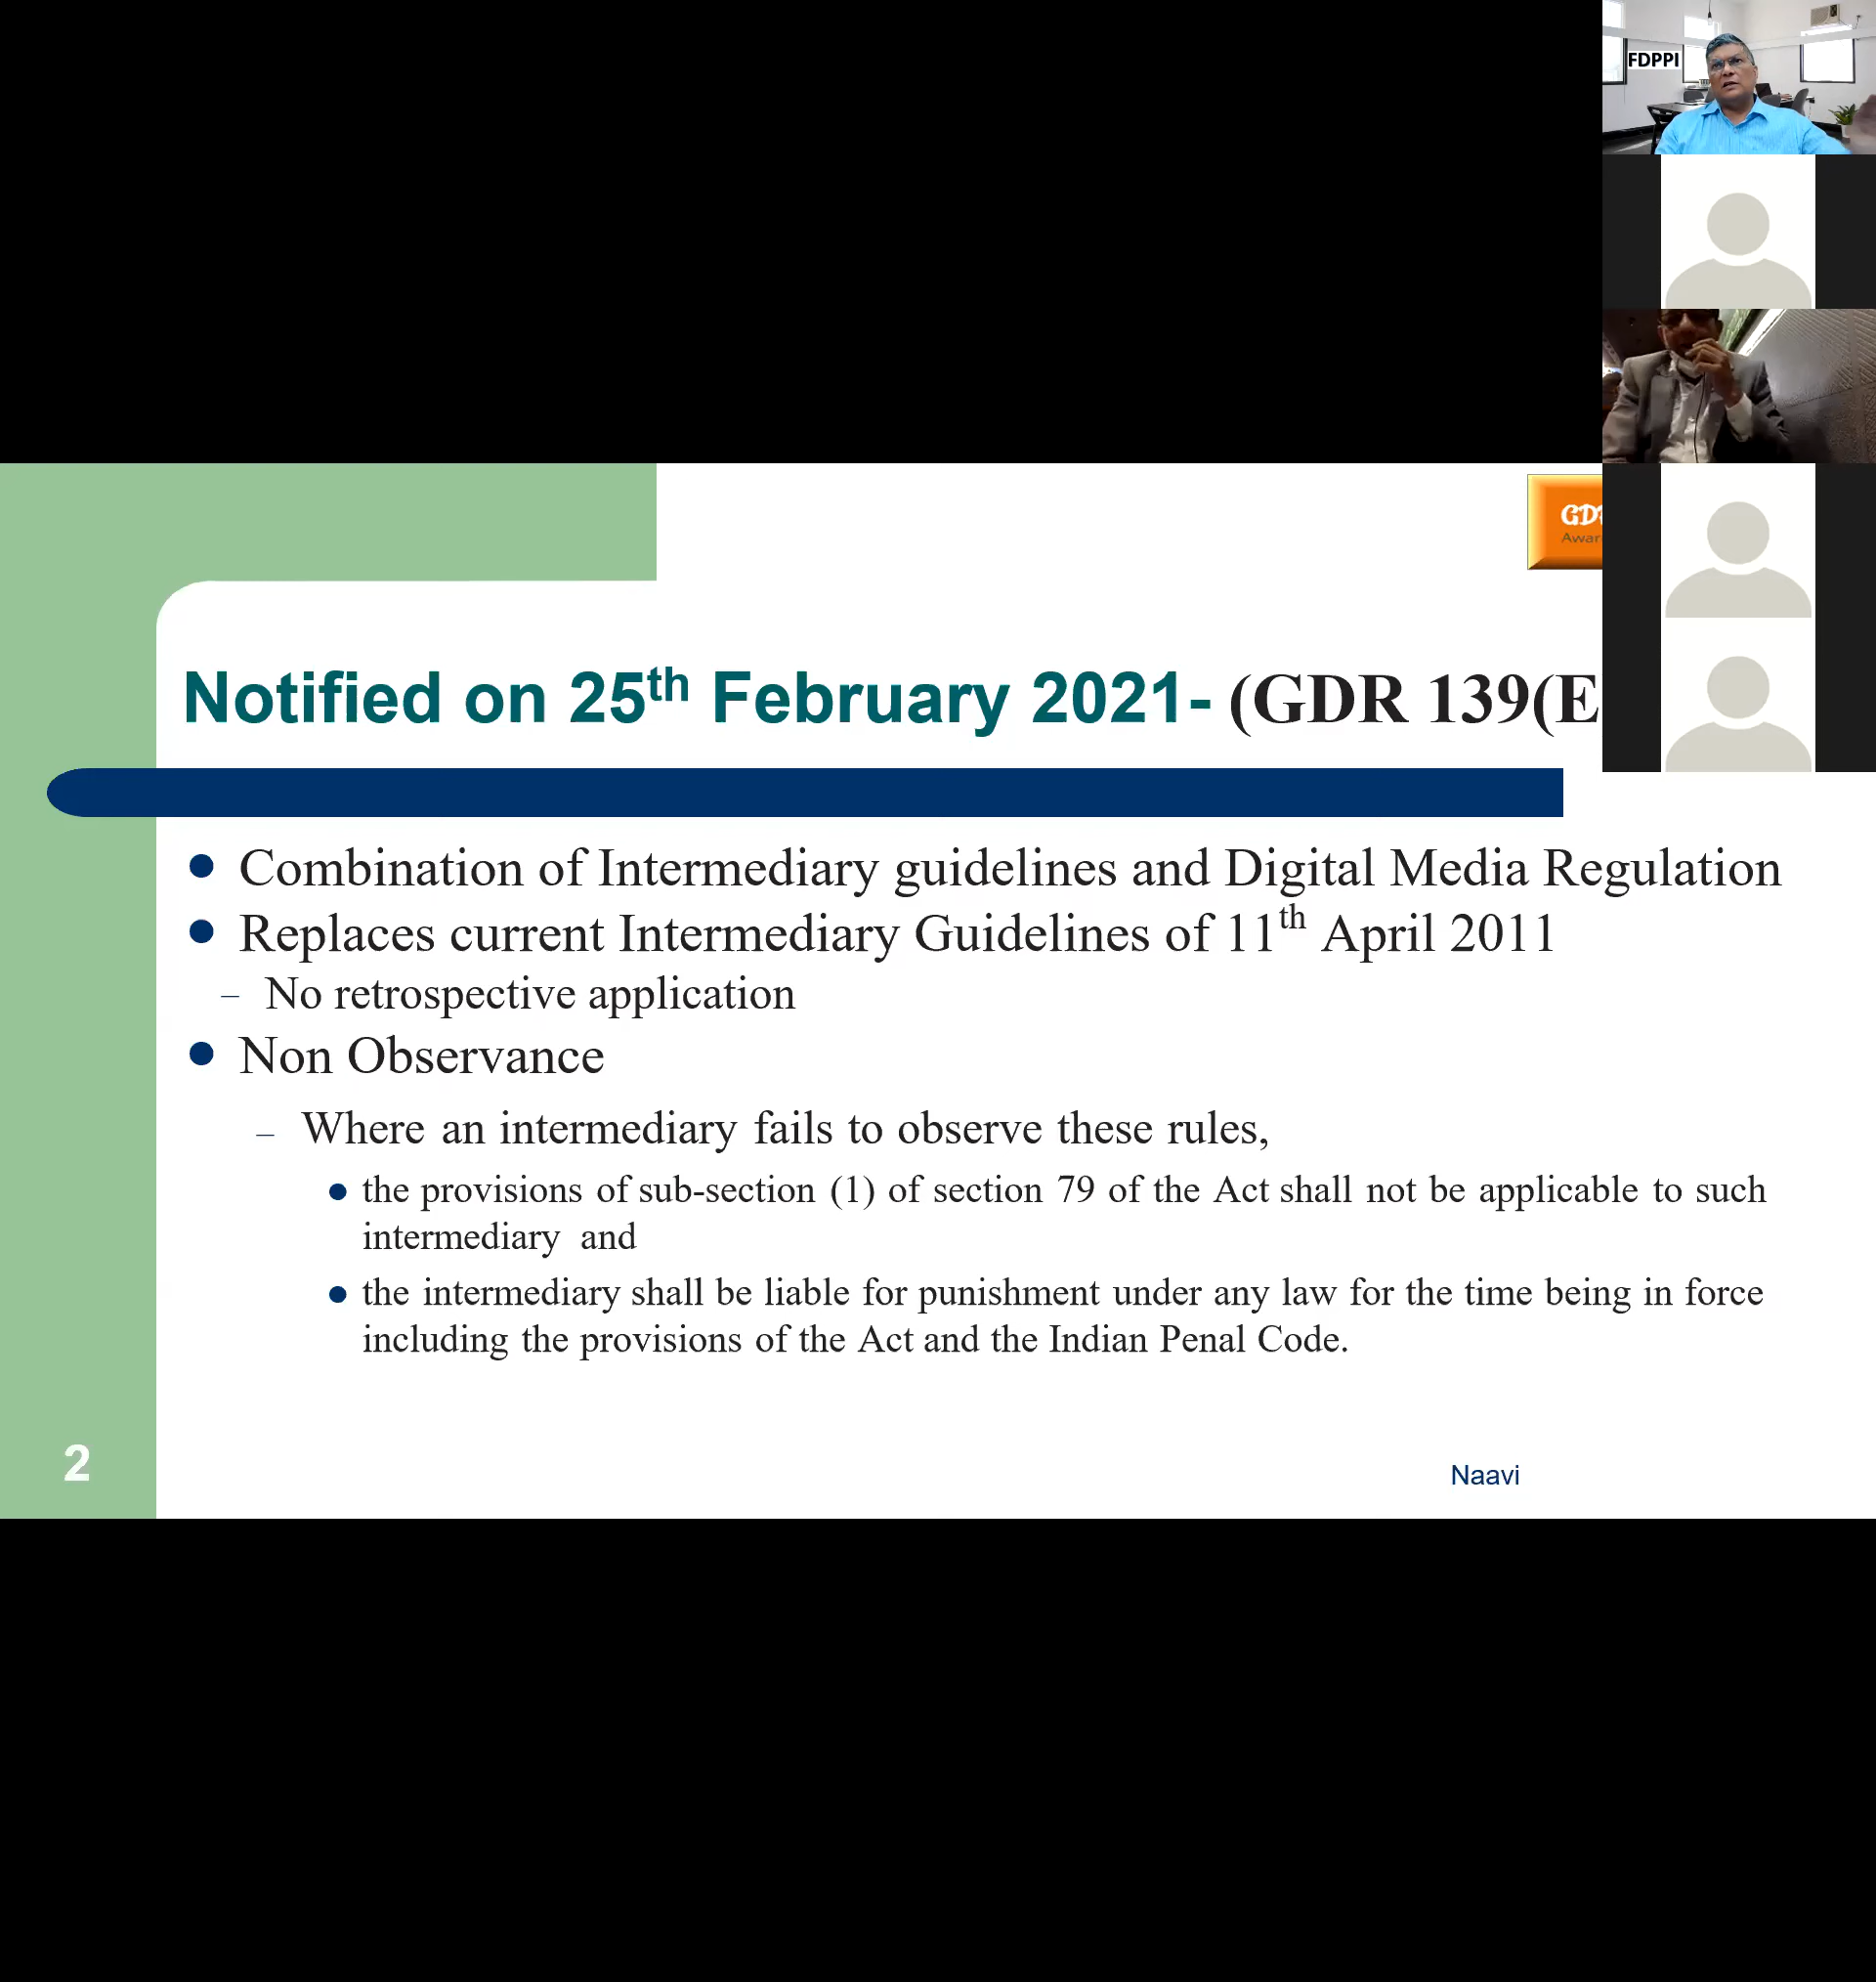 FDPPI
Notified on 25th February 2021- (GDR 139(E
Combination of Intermediary guidelines and Digital Media Regulation
Replaces current Intermediary Guidelines of 11th April 2011
– No retrospective application
Non Observance
– Where an intermediary fails to observe these rules,
the provisions of sub-section (1) of section 79 of the Act shall not be applicable to such
intermediary and
the intermediary shall be liable for punishment under any law for the time being in force
including the provisions of the Act and the Indian Penal Code.
2
Naavi